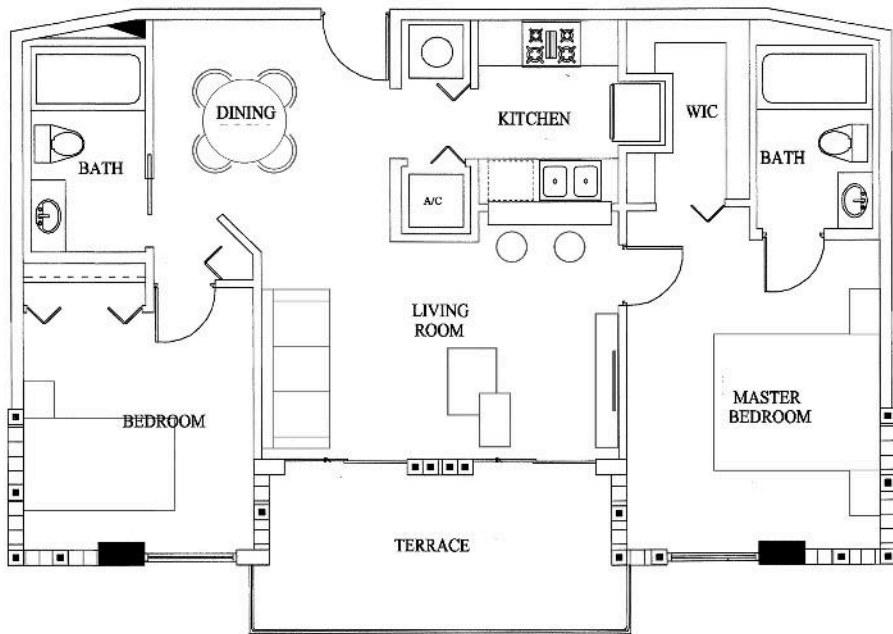 DINING
KITCHEN
WIC
BATH
BATH
A/C
LIVING
ROOM
BEDROOM
MASTER
BEDROOM
TERRACE